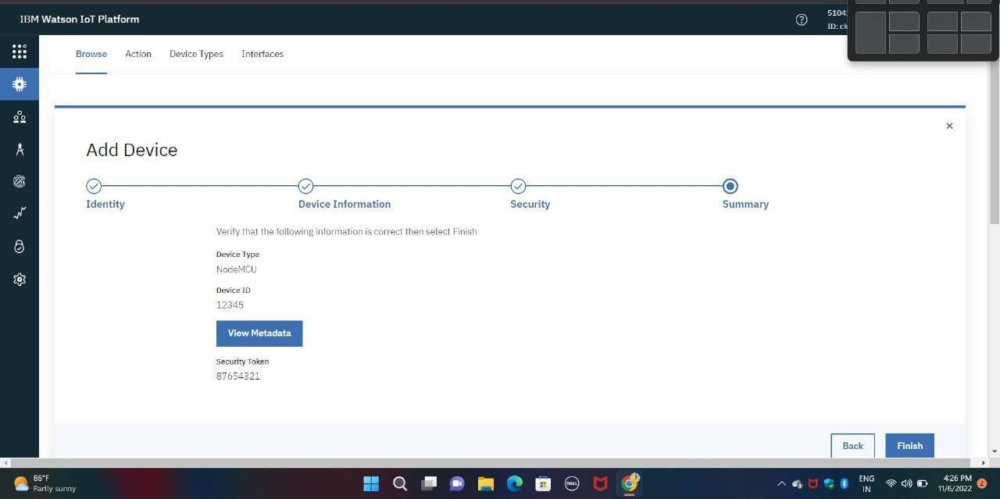 IBM Watson IoT Platform
5104
ID: ck
Browse Action Device Types Interfaces
Add Device
Identity Device Information Security Summary
Verify that the following information is correct then select Finish
Device Type
NodeMCU
Device ID
12345
View Metadata
Security Token
87654321
Back Finish
86°F
Partly sunny
DELL
ENG
IN
4:26 PM
11/6/2022
2